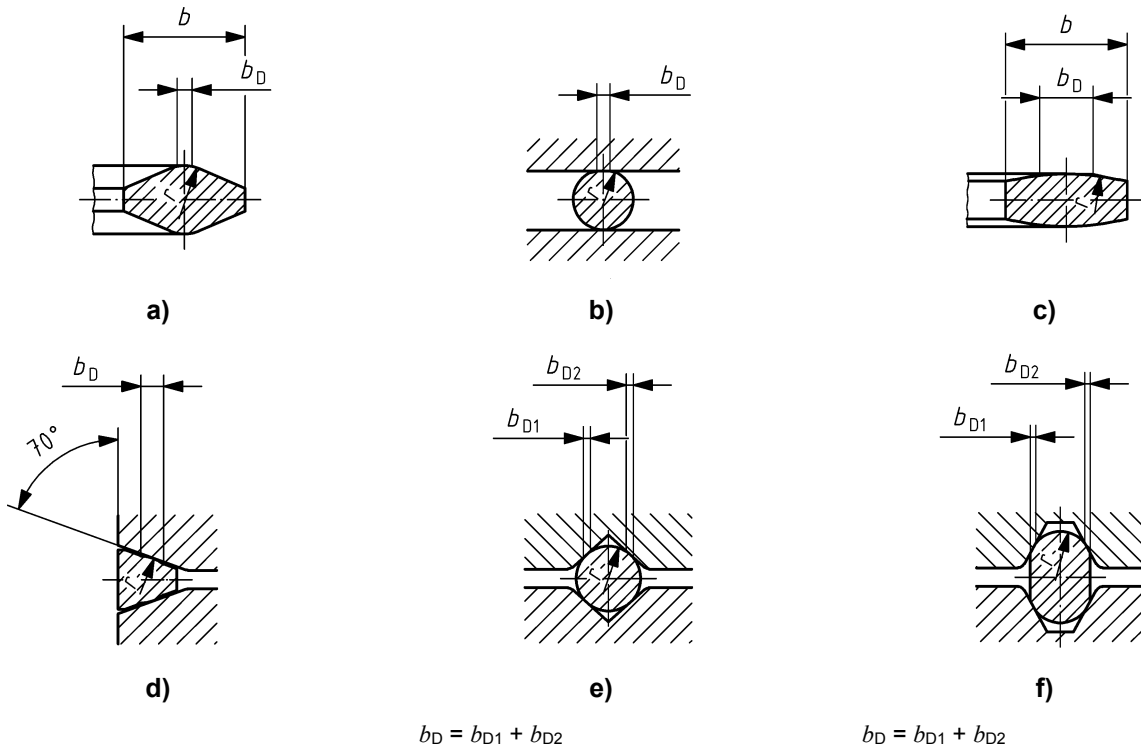 b
b_D
r
a)
b_D
r
b)
b
b_D
r
c)
b_D
70°
r
d)
b_D2
b_D1
r
e)
b_D = b_D1 + b_D2
b_D2
b_D1
r
f)
b_D = b_D1 + b_D2